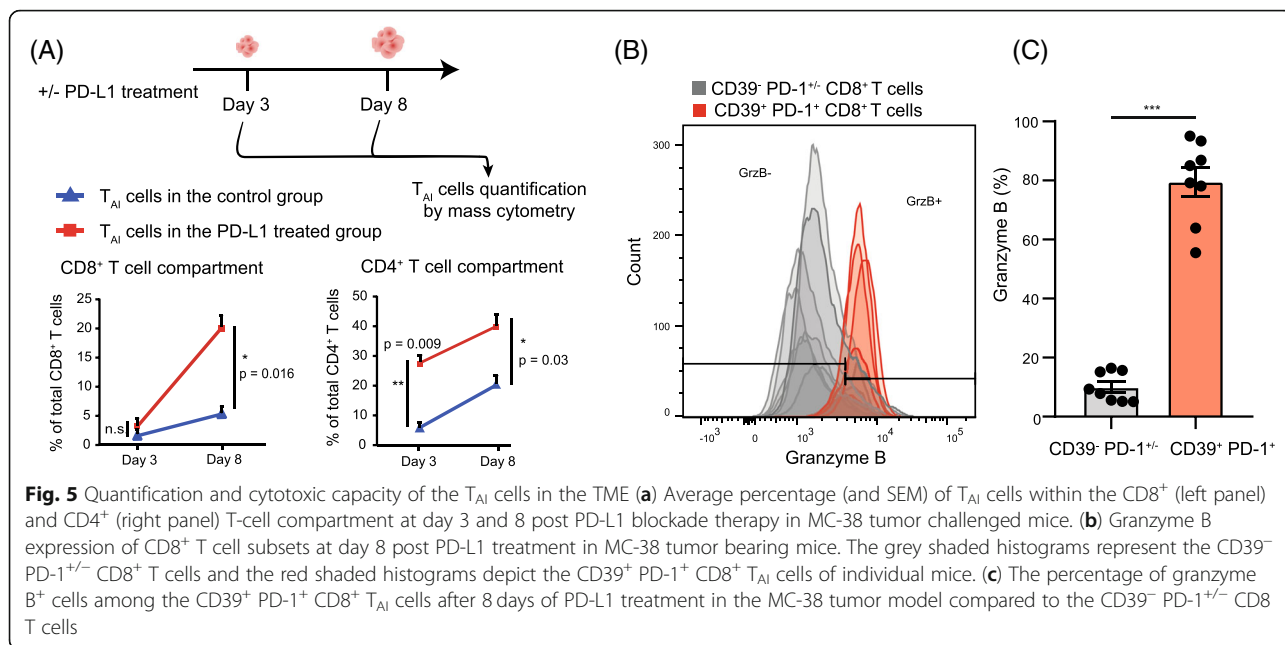 (A)
+/- PD-L1 treatment
Day 3
Day 8
T_AI cells quantification
by mass cytometry
T_AI cells in the control group
T_AI cells in the PD-L1 treated group
CD8⁺ T cell compartment
% of total CD8⁺ T cells
25
20
15
10
5
0
n.s
*
p = 0.016
Day 3
Day 8
CD4⁺ T cell compartment
% of total CD4⁺ T cells
50
40
30
20
10
0
p = 0.009
**
*
p = 0.03
Day 3
Day 8
(B)
CD39⁻ PD-1⁺/⁻ CD8⁺ T cells
CD39⁺ PD-1⁺ CD8⁺ T cells
Count
300
200
100
0
GrzB-
GrzB+
-10³
0
10³
10⁴
10⁵
Granzyme B
(C)
***
Granzyme B (%)
100
80
60
40
20
0
CD39⁻ PD-1⁺/⁻
CD39⁺ PD-1⁺
Fig. 5 Quantification and cytotoxic capacity of the T_AI cells in the TME (a) Average percentage (and SEM) of T_AI cells within the CD8⁺ (left panel)
and CD4⁺ (right panel) T-cell compartment at day 3 and 8 post PD-L1 blockade therapy in MC-38 tumor challenged mice. (b) Granzyme B
expression of CD8⁺ T cell subsets at day 8 post PD-L1 treatment in MC-38 tumor bearing mice. The grey shaded histograms represent the CD39⁻
PD-1⁺/⁻ CD8⁺ T cells and the red shaded histograms depict the CD39⁺ PD-1⁺ CD8⁺ T_AI cells of individual mice. (c) The percentage of granzyme
B⁺ cells among the CD39⁺ PD-1⁺ CD8⁺ T_AI cells after 8 days of PD-L1 treatment in the MC-38 tumor model compared to the CD39⁻ PD-1⁺/⁻ CD8
T cells